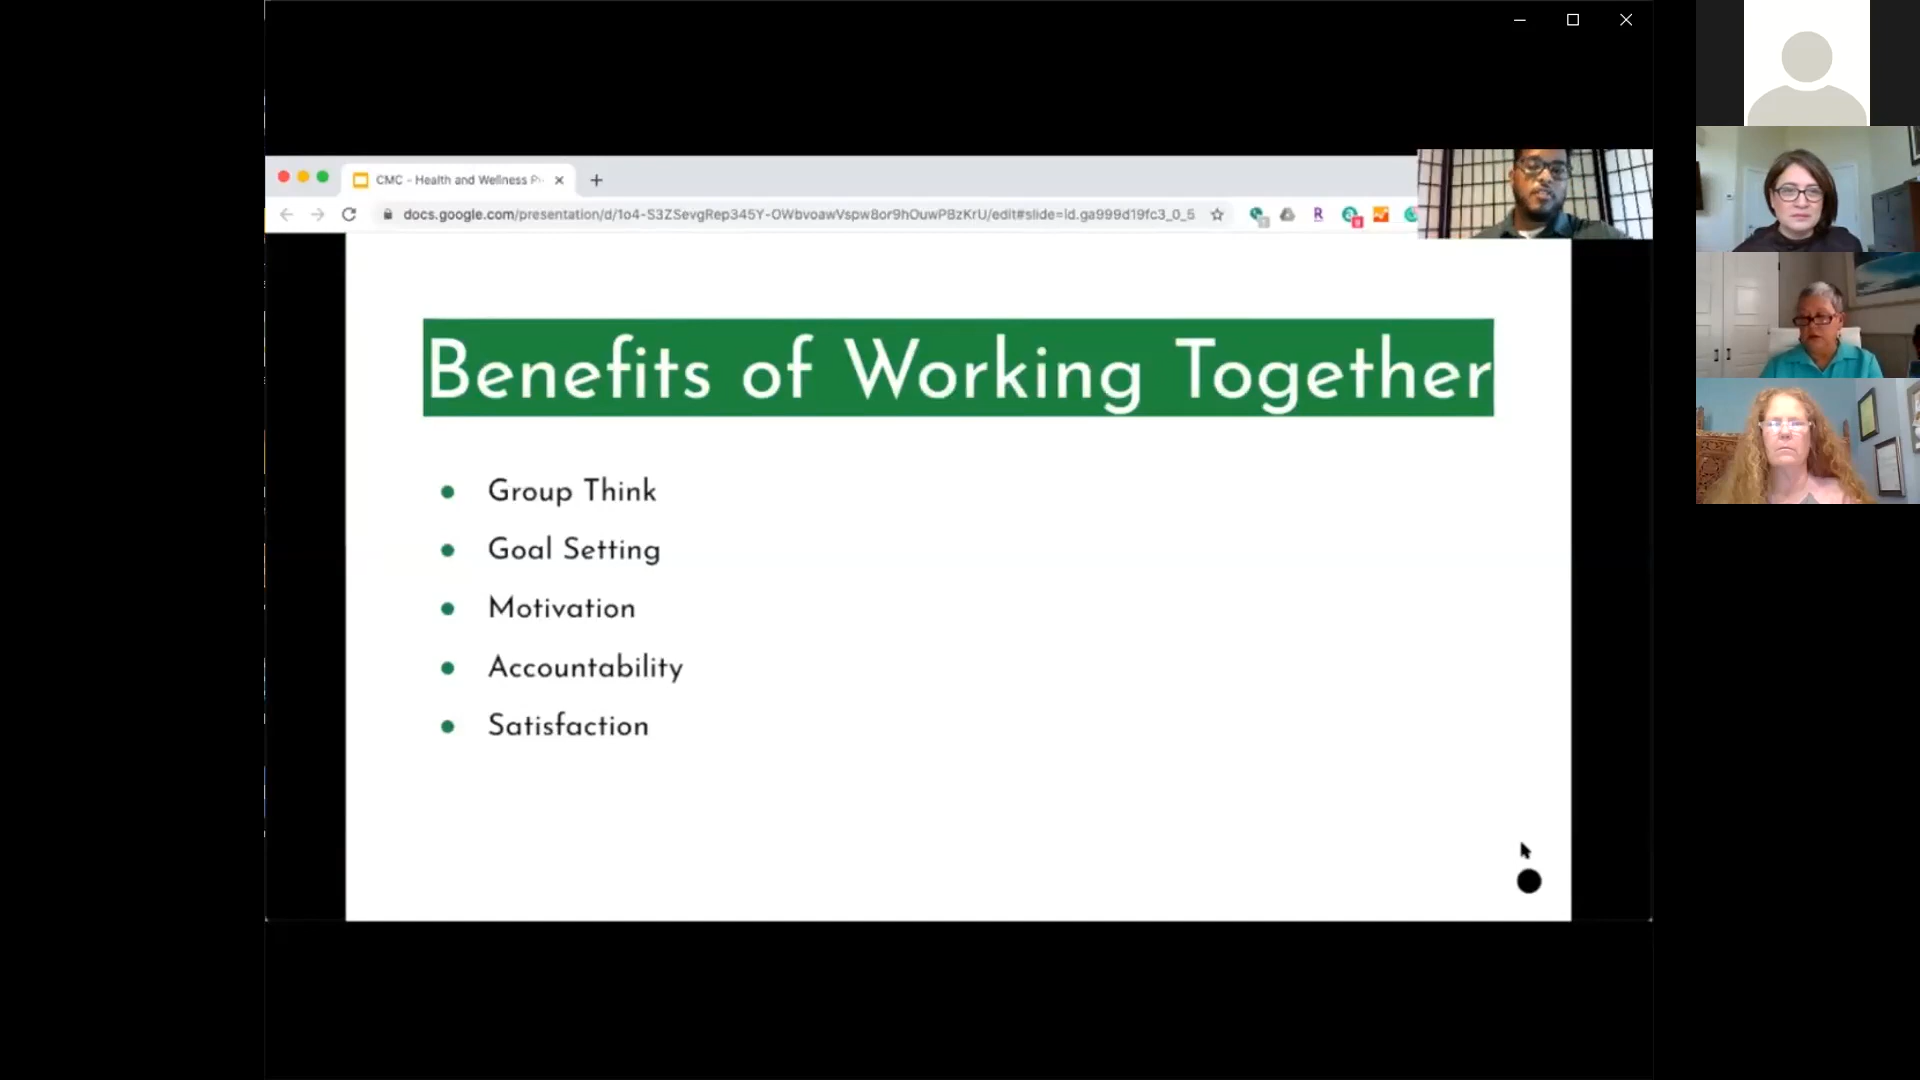 CMC - Health and Wellness
docs.google.com/presentation/d/1o4-S3ZSevgRep345Y-OWbvoawVspw8or9hOuwPBzKrU/edit#slide=id.ga999d19fc3_0_5
Benefits of Working Together
Group Think
Goal Setting
Motivation
Accountability
Satisfaction